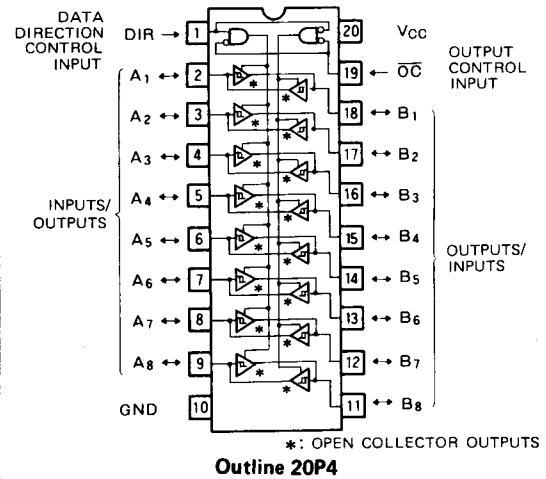 DATA DIRECTION CONTROL INPUT
DIR → 1
20 VCC
19 ← OC̅ OUTPUT CONTROL INPUT
A1 ↔ 2
A2 ↔ 3
A3 ↔ 4
A4 ↔ 5
A5 ↔ 6
A6 ↔ 7
A7 ↔ 8
A8 ↔ 9
INPUTS/
OUTPUTS
GND 10
18 ↔ B1
17 ↔ B2
16 ↔ B3
15 ↔ B4
14 ↔ B5
13 ↔ B6
12 ↔ B7
11 ↔ B8
OUTPUTS/
INPUTS
*: OPEN COLLECTOR OUTPUTS
Outline 20P4